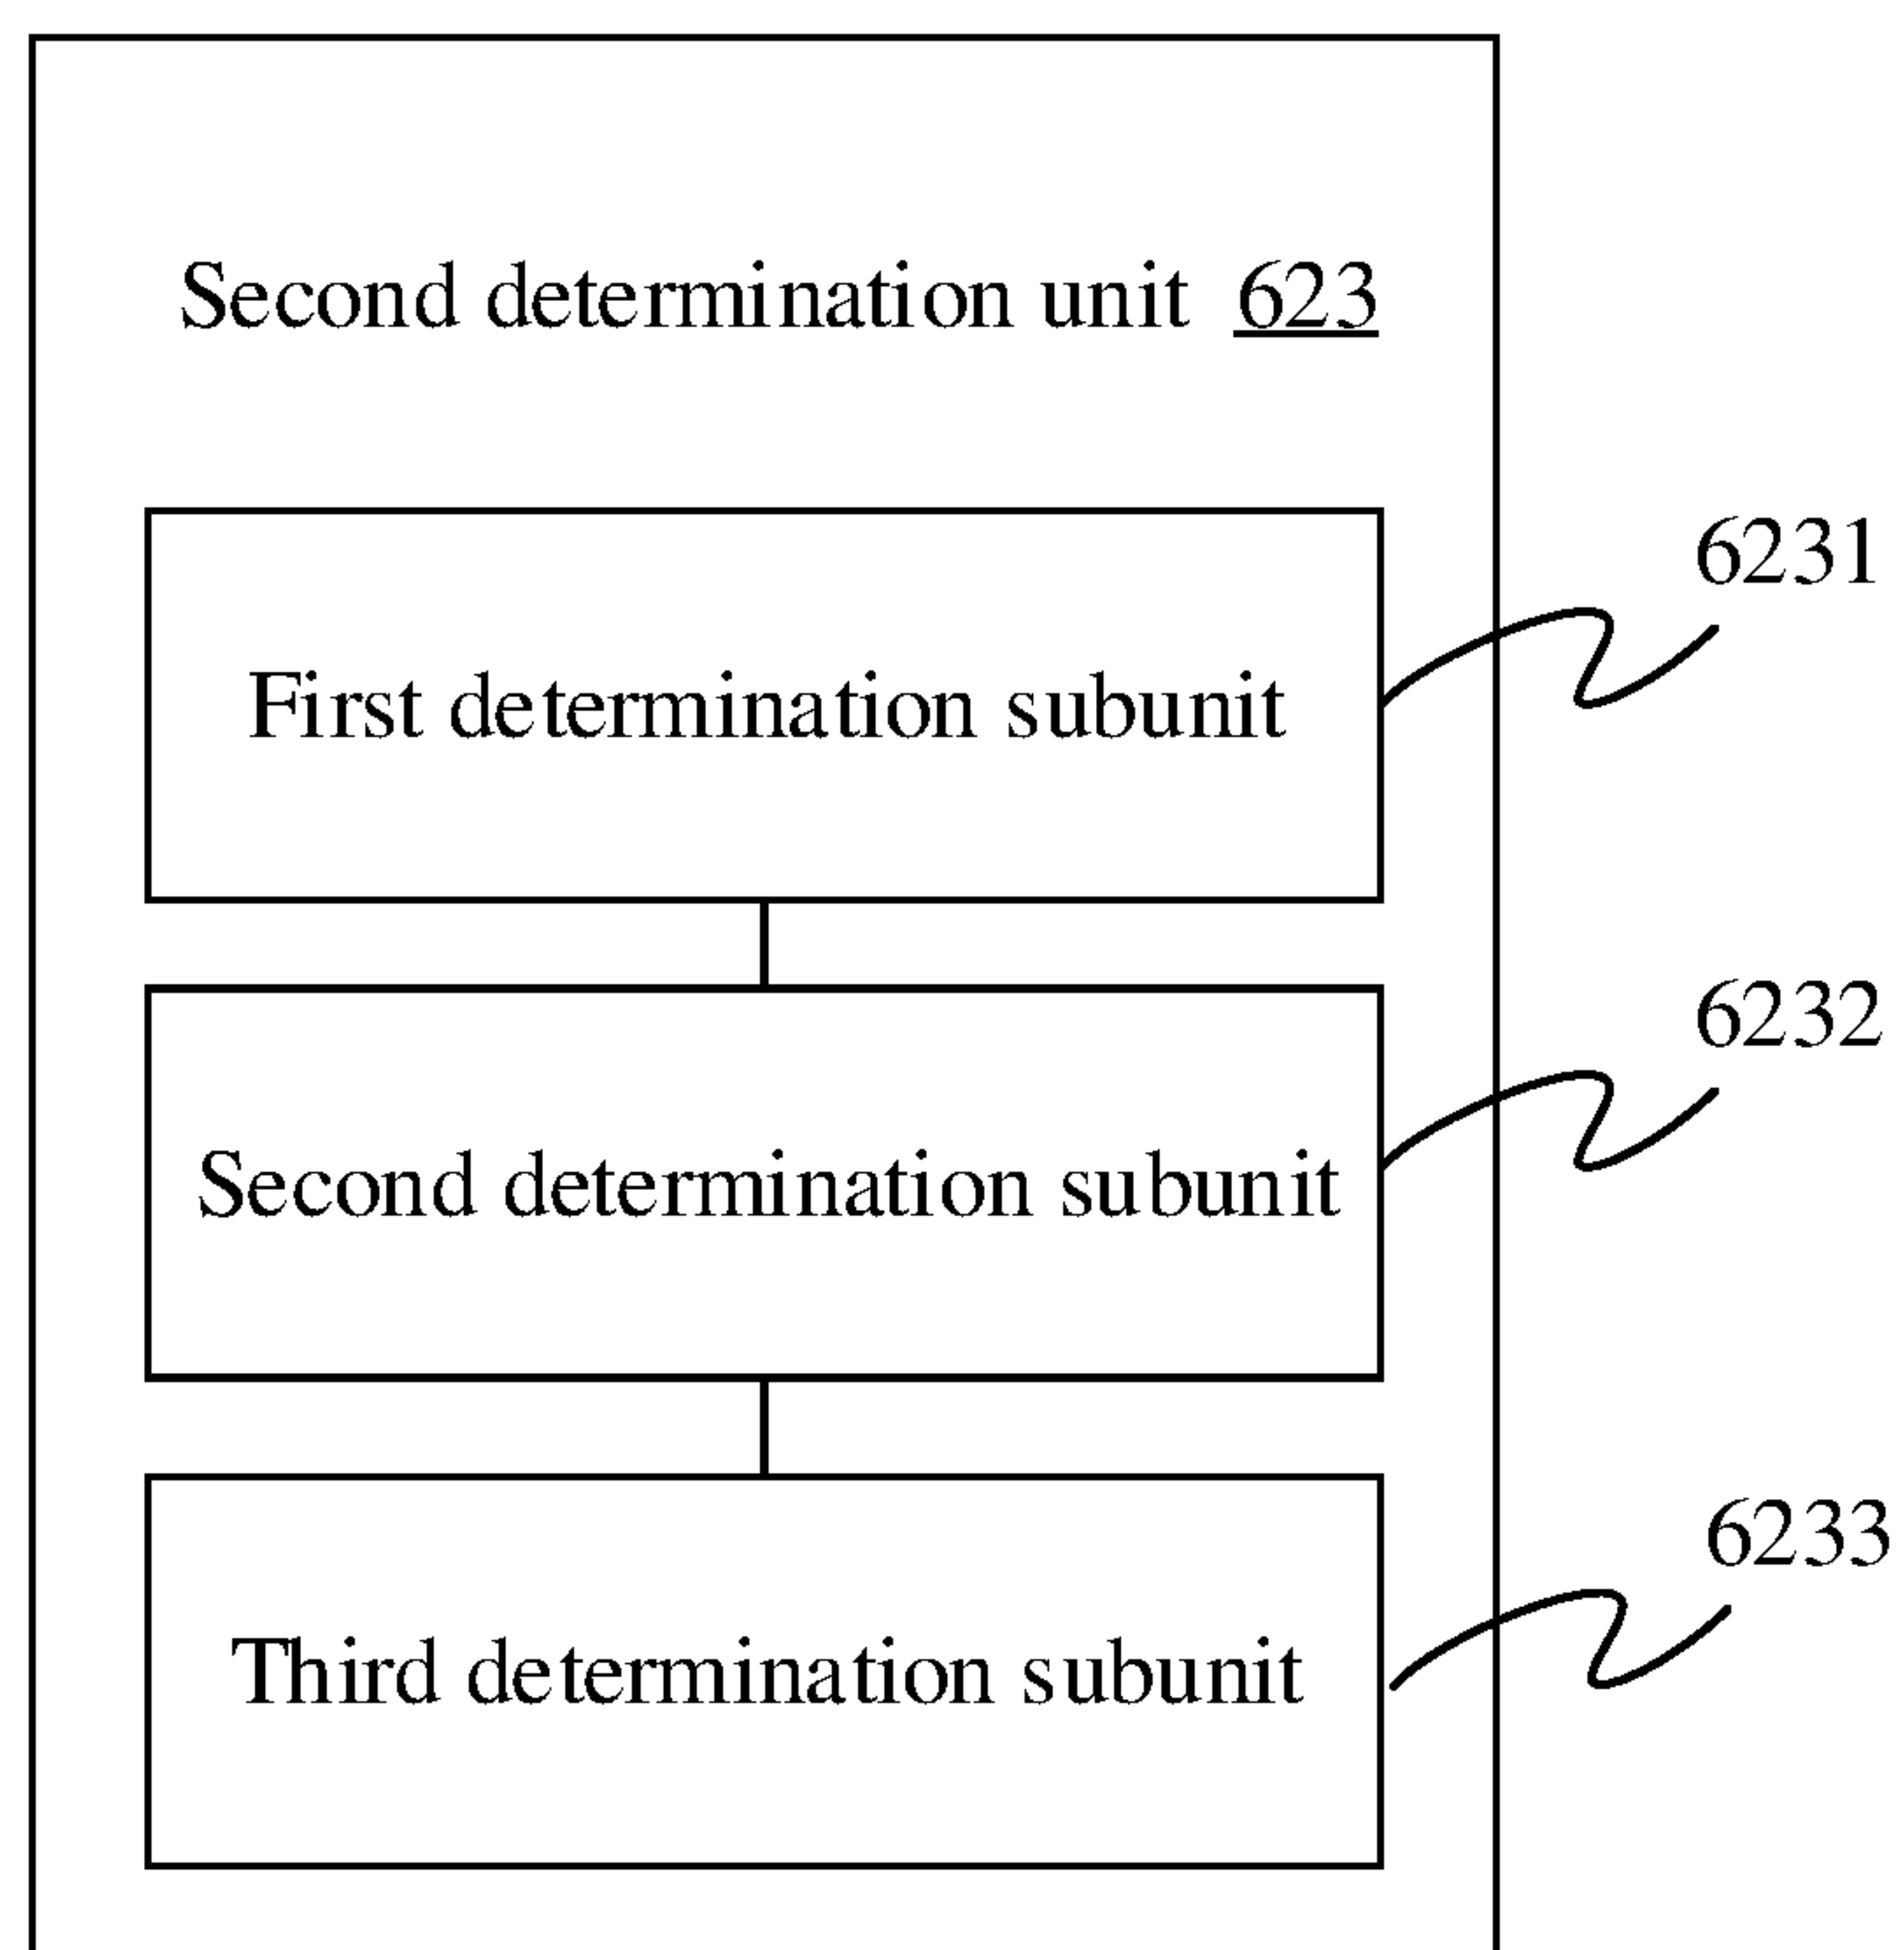 Second determination unit 623
6231
First determination subunit
6232
Second determination subunit
6233
Third determination subunit